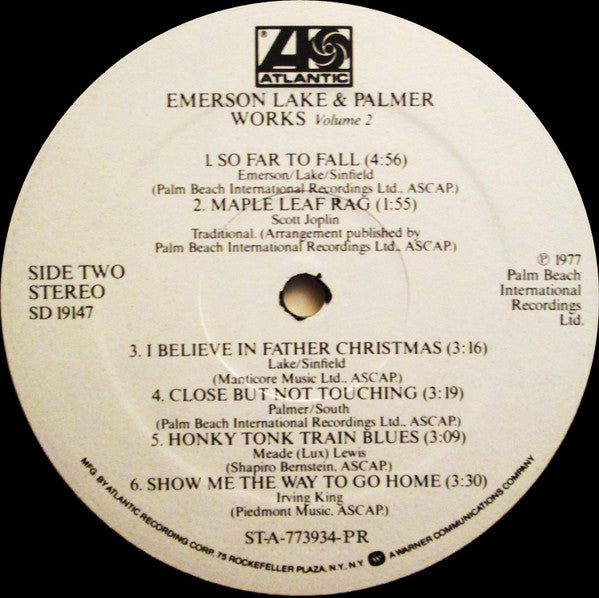 ®
ATLANTIC
EMERSON LAKE & PALMER
WORKS Volume 2
1. SO FAR TO FALL (4:56)
Emerson/Lake/Sinfield
(Palm Beach International Recordings Ltd., ASCAP.)
2. MAPLE LEAF RAG (1:55)
Scott Joplin
Traditional. (Arrangement published by
Palm Beach International Recordings Ltd., ASCAP.)
SIDE TWO
STEREO
SD 19147
℗ 1977
Palm Beach
International
Recordings
Ltd.
3. I BELIEVE IN FATHER CHRISTMAS (3:16)
Lake/Sinfield
(Manticore Music Ltd., ASCAP.)
4. CLOSE BUT NOT TOUCHING (3:19)
Palmer/South
(Palm Beach International Recordings Ltd., ASCAP.)
5. HONKY TONK TRAIN BLUES (3:09)
Meade (Lux) Lewis
(Shapiro Bernstein, ASCAP.)
6. SHOW ME THE WAY TO GO HOME (3:30)
Irving King
(Piedmont Music, ASCAP.)
ST-A-773934-PR
MFG. BY ATLANTIC RECORDING CORP., 75 ROCKEFELLER PLAZA, N.Y., N.Y. W A WARNER COMMUNICATIONS COMPANY